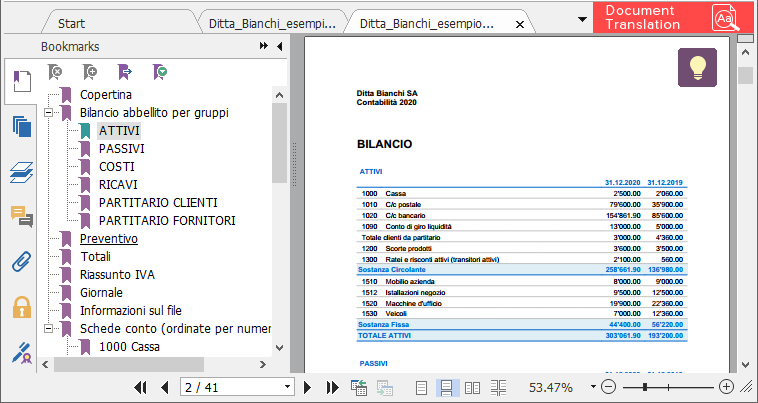 Start
Ditta_Bianchi_esempi...
Ditta_Bianchi_esempio...
Document Translation
Aa
Bookmarks
Copertina
Bilancio abbellito per gruppi
ATTIVI
PASSIVI
COSTI
RICAVI
PARTITARIO CLIENTI
PARTITARIO FORNITORI
Preventivo
Totali
Riassunto IVA
Giornale
Informazioni sul file
Schede conto (ordinate per numer
1000 Cassa
Ditta Bianchi SA
Contabilità 2020
BILANCIO
ATTIVI
31.12.2020 31.12.2019
1000 Cassa 2'500.00 2'060.00
1010 C/c postale 79'600.00 35'900.00
1020 C/c bancario 154'861.90 85'600.00
1090 Conto di giro liquidità 13'000.00 5'000.00
Totale clienti da partitario 3'000.00 4'360.00
1200 Scorte prodotti 3'600.00 3'500.00
1300 Ratei e risconti attivi (transitori attivi) 2'100.00 560.00
Sostanza Circolante 258'661.90 136'980.00
1510 Mobilio azienda 8'000.00 9'000.00
1512 Istallazioni negozio 9'500.00 12'500.00
1520 Macchine d'ufficio 19'900.00 22'360.00
1530 Veicoli 7'000.00 12'360.00
Sostanza Fissa 44'400.00 56'220.00
TOTALE ATTIVI 303'061.90 193'200.00
PASSIVI
2 / 41
53.47%